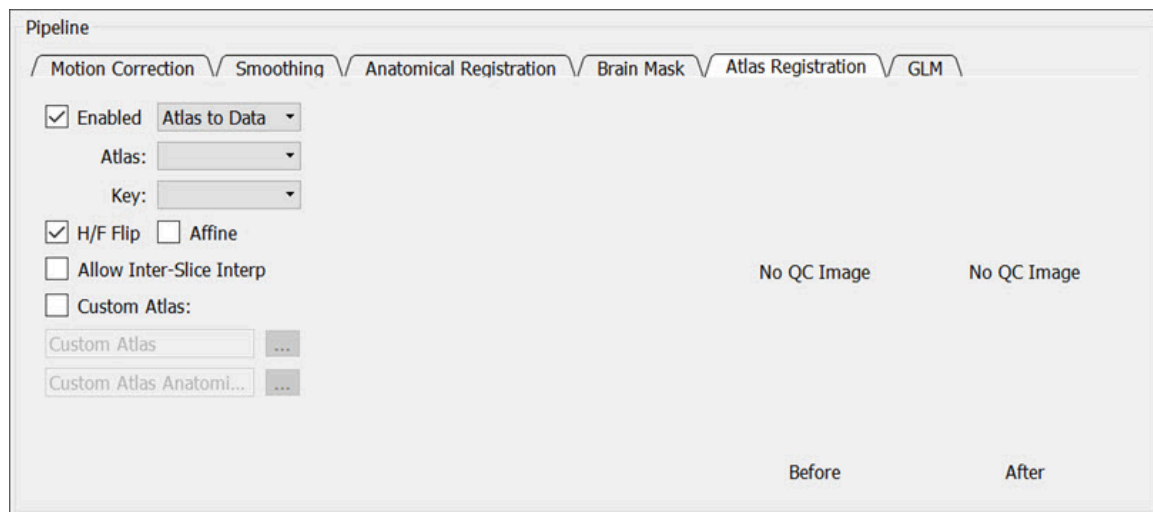 Pipeline
Motion Correction Smoothing Anatomical Registration Brain Mask Atlas Registration GLM
Enabled Atlas to Data
Atlas:
Key:
H/F Flip Affine
Allow Inter-Slice Interp
No QC Image No QC Image
Custom Atlas:
Custom Atlas ...
Custom Atlas Anatomi... ...
Before After